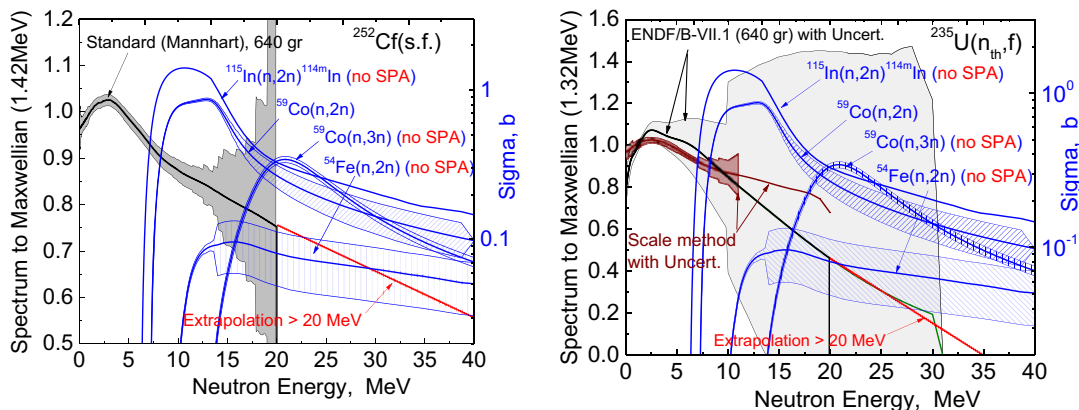 Spectrum to Maxwellian (1.42MeV)
1.2
1.1
1.0
0.9
0.8
0.7
0.6
0.5
Standard (Mannhart), 640 gr
²⁵²Cf(s.f.)
¹¹⁵In(n,2n)¹¹⁴ᵐIn (no SPA)
⁵⁹Co(n,2n)
⁵⁹Co(n,3n) (no SPA)
⁵⁴Fe(n,2n) (no SPA)
Extrapolation > 20 MeV
1
0.1
Sigma, b
0 5 10 15 20 25 30 35 40
Neutron Energy, MeV
Spectrum to Maxwellian (1.32MeV)
1.6
1.4
1.2
1.0
0.8
0.6
0.4
0.2
0.0
ENDF/B-VII.1 (640 gr) with Uncert.
²³⁵U(nₜₕ,f)
¹¹⁵In(n,2n)¹¹⁴ᵐIn (no SPA)
⁵⁹Co(n,2n)
⁵⁹Co(n,3n) (no SPA)
⁵⁴Fe(n,2n) (no SPA)
Scale method
with Uncert.
Extrapolation > 20 MeV
10⁰
10⁻¹
Sigma, b
0 5 10 15 20 25 30 35 40
Neutron Energy, MeV